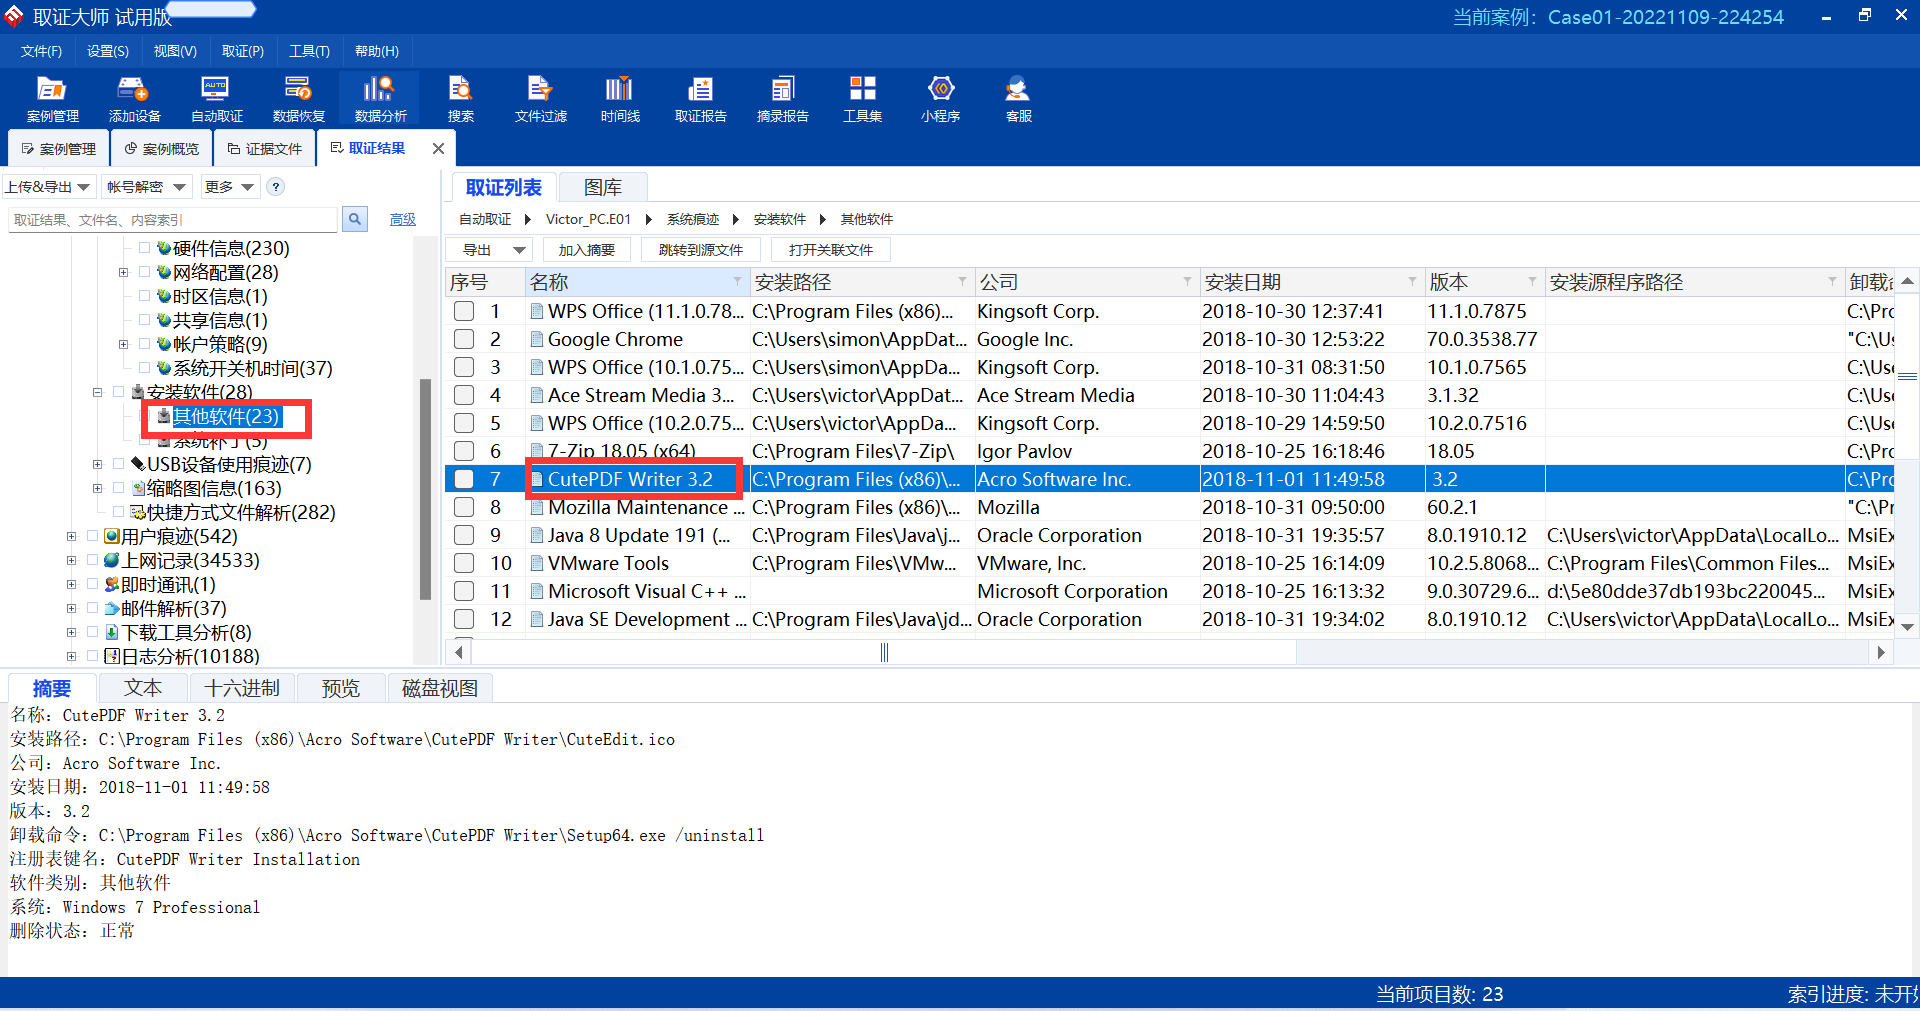 取证大师 试用版
当前案例：Case01-20221109-224254
文件(F) 设置(S) 视图(V) 取证(P) 工具(T) 帮助(H)
案例管理 添加设备 自动取证 数据恢复 数据分析 搜索 文件过滤 时间线 取证报告 摘录报告 工具集 小程序 客服
案例管理 案例概览 证据文件 取证结果
上传&导出 帐号解密 更多 ?
取证结果、文件名、内容索引 高级
硬件信息(230)
网络配置(28)
时区信息(1)
共享信息(1)
帐户策略(9)
系统开关机时间(37)
安装软件(28)
其他软件(23)
系统补丁(5)
USB设备使用痕迹(7)
缩略图信息(163)
快捷方式文件解析(282)
用户痕迹(542)
上网记录(34533)
即时通讯(1)
邮件解析(37)
下载工具分析(8)
日志分析(10188)
取证列表 图库
自动取证 Victor_PC.E01 系统痕迹 安装软件 其他软件
导出 加入摘要 跳转到源文件 打开关联文件
序号 名称 安装路径 公司 安装日期 版本 安装源程序路径 卸载
1 WPS Office (11.1.0.78... C:\Program Files (x86)... Kingsoft Corp. 2018-10-30 12:37:41 11.1.0.7875 C:\Pro
2 Google Chrome C:\Users\simon\AppDat... Google Inc. 2018-10-30 12:53:22 70.0.3538.77 "C:\Us
3 WPS Office (10.1.0.75... C:\Users\simon\AppDa... Kingsoft Corp. 2018-10-31 08:31:50 10.1.0.7565 C:\Use
4 Ace Stream Media 3... C:\Users\victor\AppDat... Ace Stream Media 2018-10-30 11:04:43 3.1.32 C:\Use
5 WPS Office (10.2.0.75... C:\Users\victor\AppDa... Kingsoft Corp. 2018-10-29 14:59:50 10.2.0.7516 C:\Use
6 7-Zip 18.05 (x64) C:\Program Files\7-Zip\ Igor Pavlov 2018-10-25 16:18:46 18.05
7 CutePDF Writer 3.2 C:\Program Files (x86)\... Acro Software Inc. 2018-11-01 11:49:58 3.2 C:\Pro
8 Mozilla Maintenance ... C:\Program Files (x86)\... Mozilla 2018-10-31 09:50:00 60.2.1 "C:\Pr
9 Java 8 Update 191 (... C:\Program Files\Java\j... Oracle Corporation 2018-10-31 19:35:57 8.0.1910.12 C:\Users\victor\AppData\LocalLo... MsiEx
10 VMware Tools C:\Program Files\VMw... VMware, Inc. 2018-10-25 16:14:09 10.2.5.8068... C:\Program Files\Common Files... MsiEx
11 Microsoft Visual C++ ... Microsoft Corporation 2018-10-25 16:13:32 9.0.30729.6... d:\5e80dde37db193bc220045... MsiEx
12 Java SE Development ... C:\Program Files\Java\jd... Oracle Corporation 2018-10-31 19:34:02 8.0.1910.12 C:\Users\victor\AppData\LocalLo... MsiEx
摘要 文本 十六进制 预览 磁盘视图
名称：CutePDF Writer 3.2
安装路径：C:\Program Files (x86)\Acro Software\CutePDF Writer\CuteEdit.ico
公司：Acro Software Inc.
安装日期：2018-11-01 11:49:58
版本：3.2
卸载命令：C:\Program Files (x86)\Acro Software\CutePDF Writer\Setup64.exe /uninstall
注册表键名：CutePDF Writer Installation
软件类别：其他软件
系统：Windows 7 Professional
删除状态：正常
当前项目数: 23
索引进度: 未开